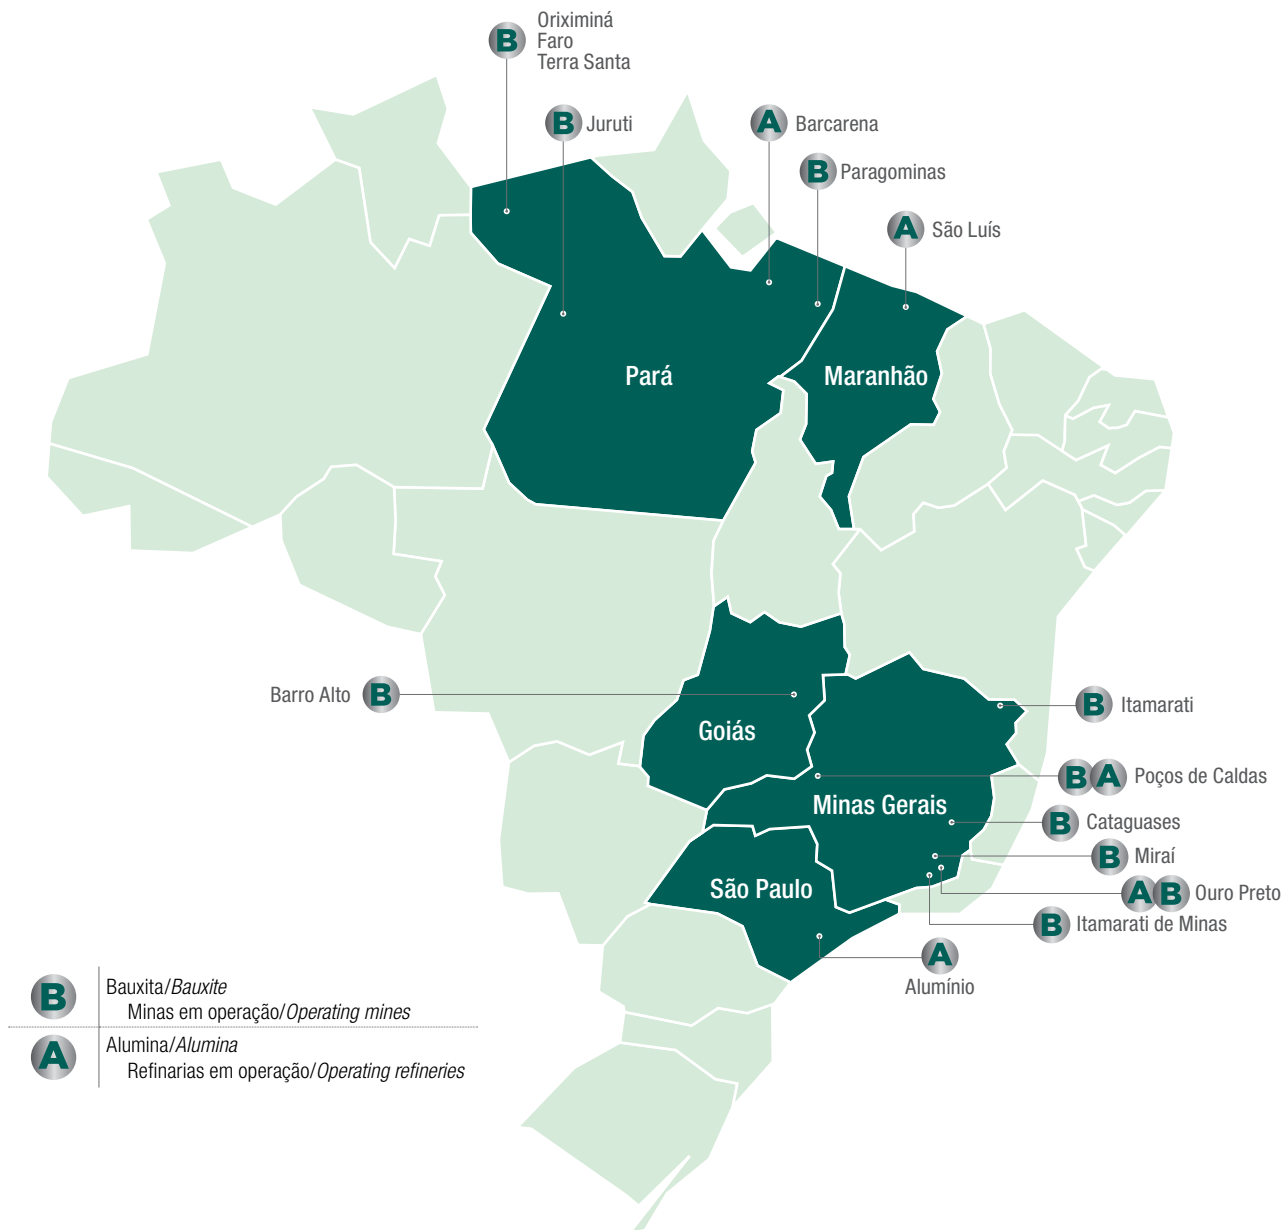 B
Oriximiná
Faro
Terra Santa
B Juruti
A Barcarena
B Paragominas
A São Luís
Pará
Maranhão
Barro Alto B
Goiás
B Itamarati
B A Poços de Caldas
Minas Gerais
B Cataguases
B Miraí
São Paulo
A B Ouro Preto
B Itamarati de Minas
A
Alumínio
B
Bauxita/Bauxite
Minas em operação/Operating mines
A
Alumina/Alumina
Refinarias em operação/Operating refineries